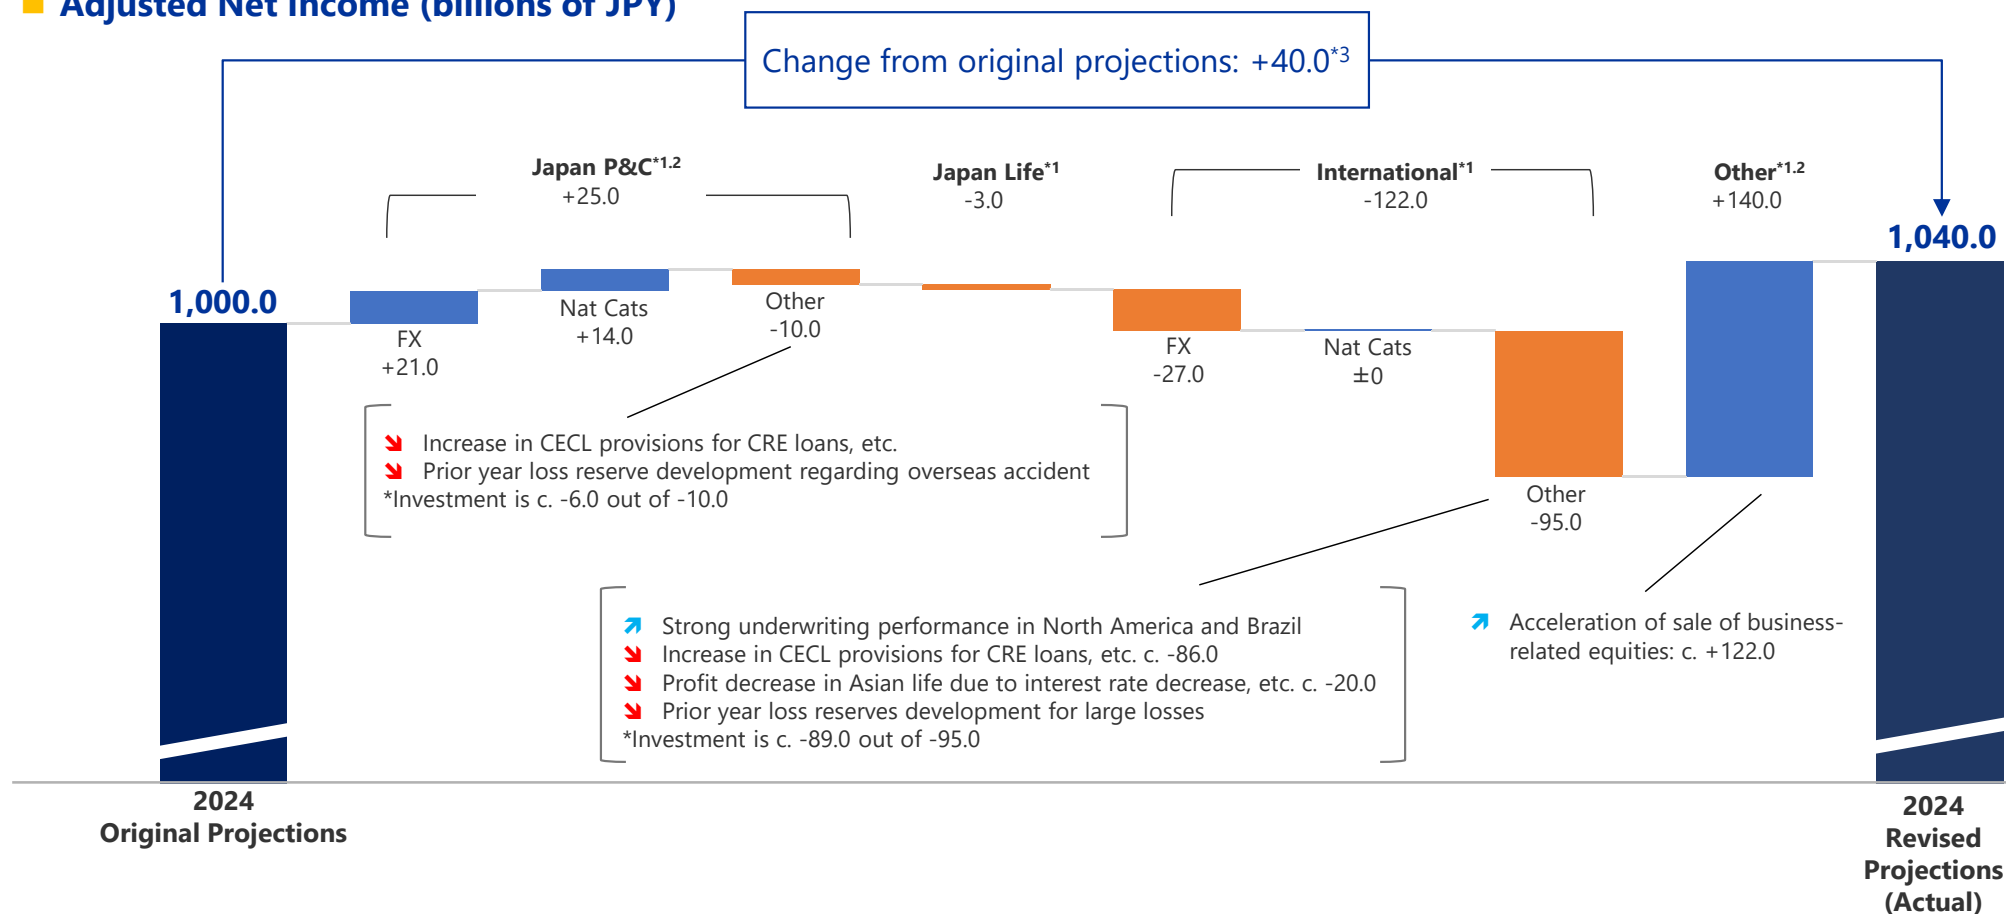 Adjusted Net Income (billions of JPY)
Change from original projections: +40.0*3
Japan P&C*1.2
+25.0
Japan Life*1
-3.0
International*1
-122.0
Other*1.2
+140.0
1,000.0
1,040.0
FX
+21.0
Nat Cats
+14.0
Other
-10.0
FX
-27.0
Nat Cats
±0
Other
-95.0
Increase in CECL provisions for CRE loans, etc.
Prior year loss reserve development regarding overseas accident
*Investment is c. -6.0 out of -10.0
Strong underwriting performance in North America and Brazil
Increase in CECL provisions for CRE loans, etc. c. -86.0
Profit decrease in Asian life due to interest rate decrease, etc. c. -20.0
Prior year loss reserves development for large losses
*Investment is c. -89.0 out of -95.0
Acceleration of sale of business-
related equities: c. +122.0
2024
Original Projections
2024
Revised
Projections
(Actual)